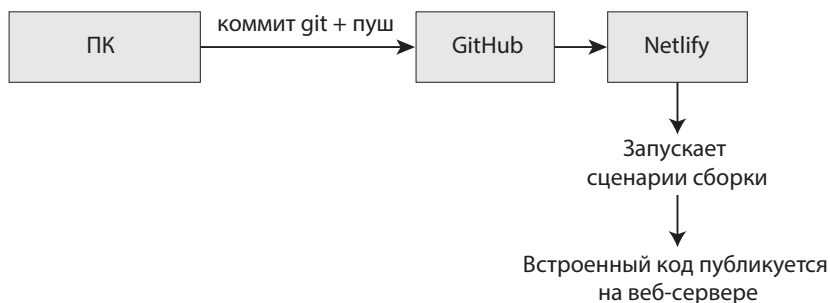 коммит git + пуш
ПК
GitHub
Netlify
Запускает
сценарии сборки
Встроенный код публикуется
на веб-сервере